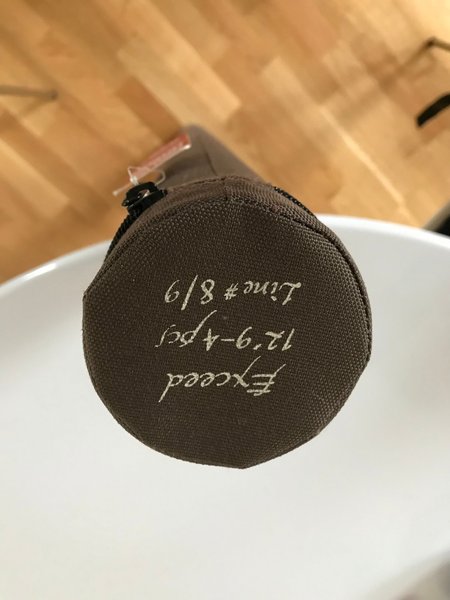 Exceed
12'9-4pcs
Line # 8/9